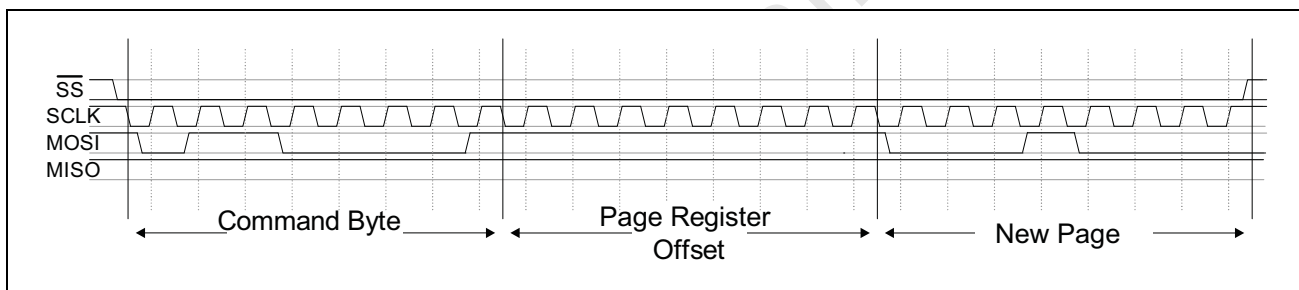 SS
SCLK
MOSI
MISO
Command Byte
Page Register
Offset
New Page